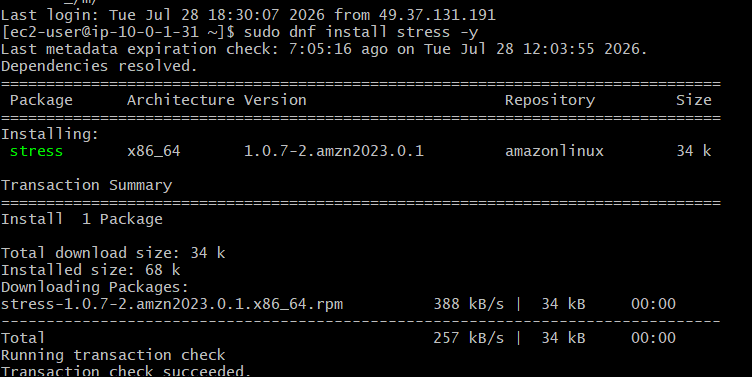 _/m/
Last login: Tue Jul 28 18:30:07 2026 from 49.37.131.191
[ec2-user@ip-10-0-1-31 ~]$ sudo dnf install stress -y
Last metadata expiration check: 7:05:16 ago on Tue Jul 28 12:03:55 2026.
Dependencies resolved.
================================================================================
Package Architecture Version Repository Size
================================================================================
Installing:
stress x86_64 1.0.7-2.amzn2023.0.1 amazonlinux 34 k
Transaction Summary
================================================================================
Install 1 Package
Total download size: 34 k
Installed size: 68 k
Downloading Packages:
stress-1.0.7-2.amzn2023.0.1.x86_64.rpm 388 kB/s | 34 kB 00:00
--------------------------------------------------------------------------------
Total 257 kB/s | 34 kB 00:00
Running transaction check
Transaction check succeeded.